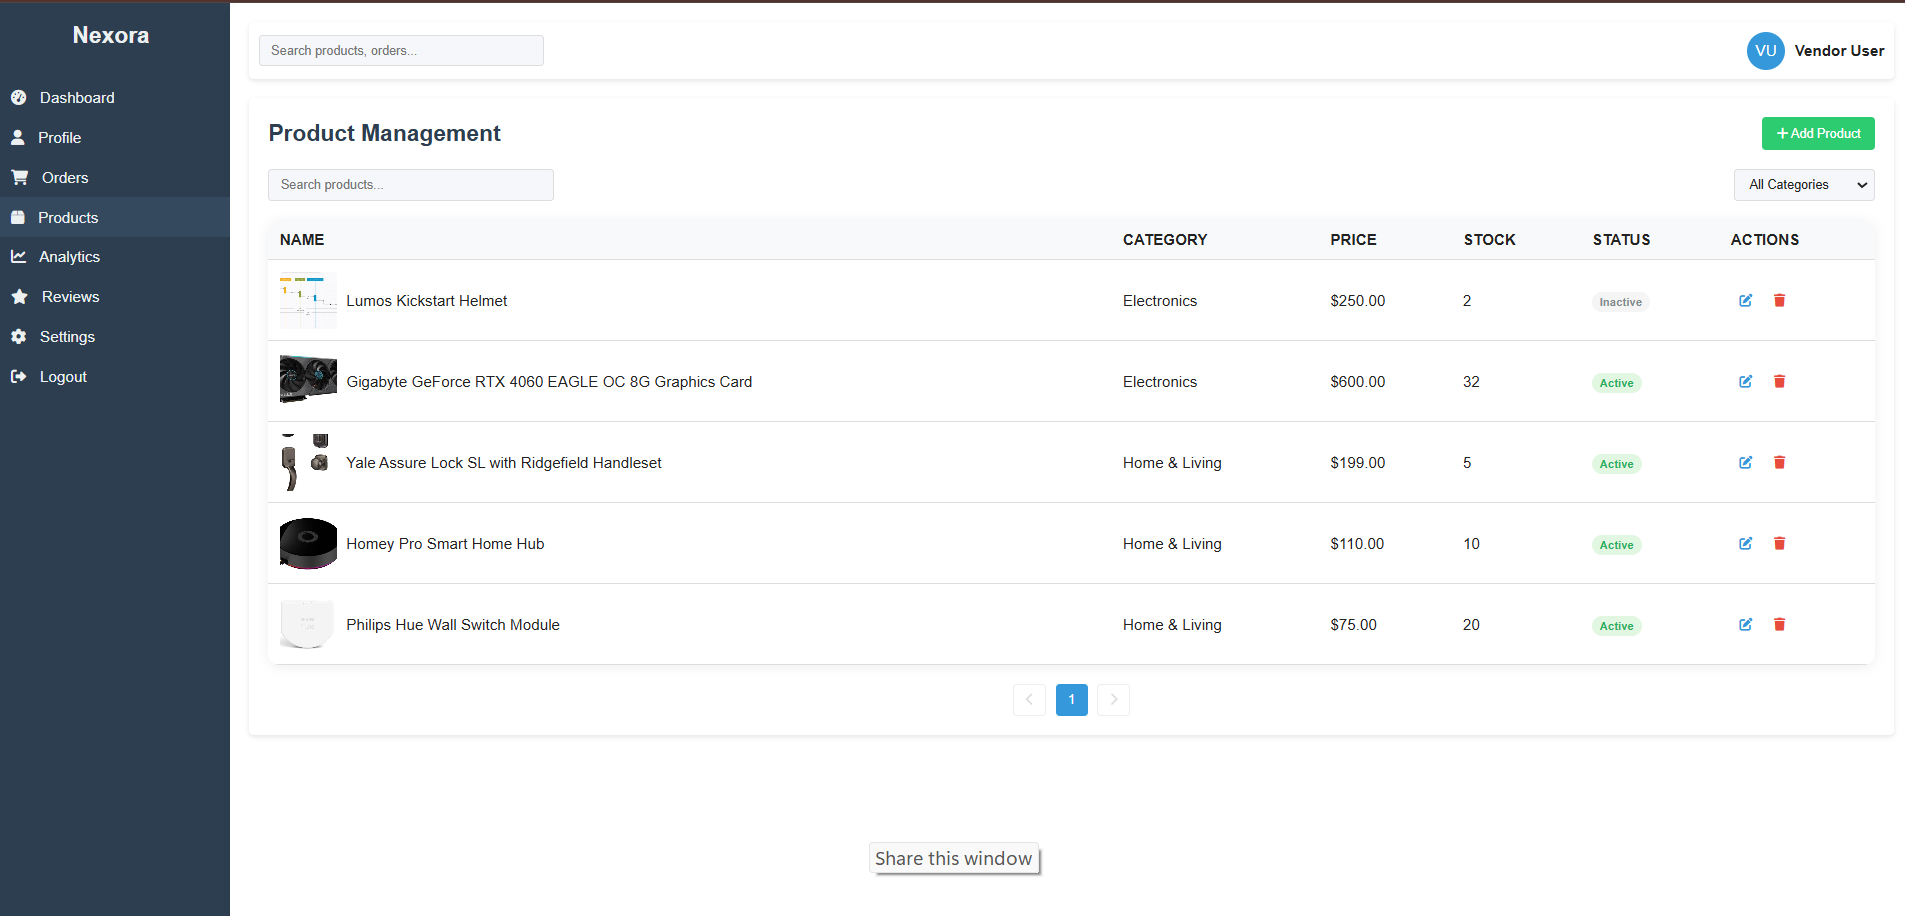 Nexora
Dashboard
Profile
Orders
Products
Analytics
Reviews
Settings
Logout
Search products, orders...
VU Vendor User
Product Management
Add Product
Search products...
All Categories
NAME CATEGORY PRICE STOCK STATUS ACTIONS
Lumos Kickstart Helmet Electronics $250.00 2 Inactive
Gigabyte GeForce RTX 4060 EAGLE OC 8G Graphics Card Electronics $600.00 32 Active
Yale Assure Lock SL with Ridgefield Handleset Home & Living $199.00 5 Active
Homey Pro Smart Home Hub Home & Living $110.00 10 Active
Philips Hue Wall Switch Module Home & Living $75.00 20 Active
1
Share this window